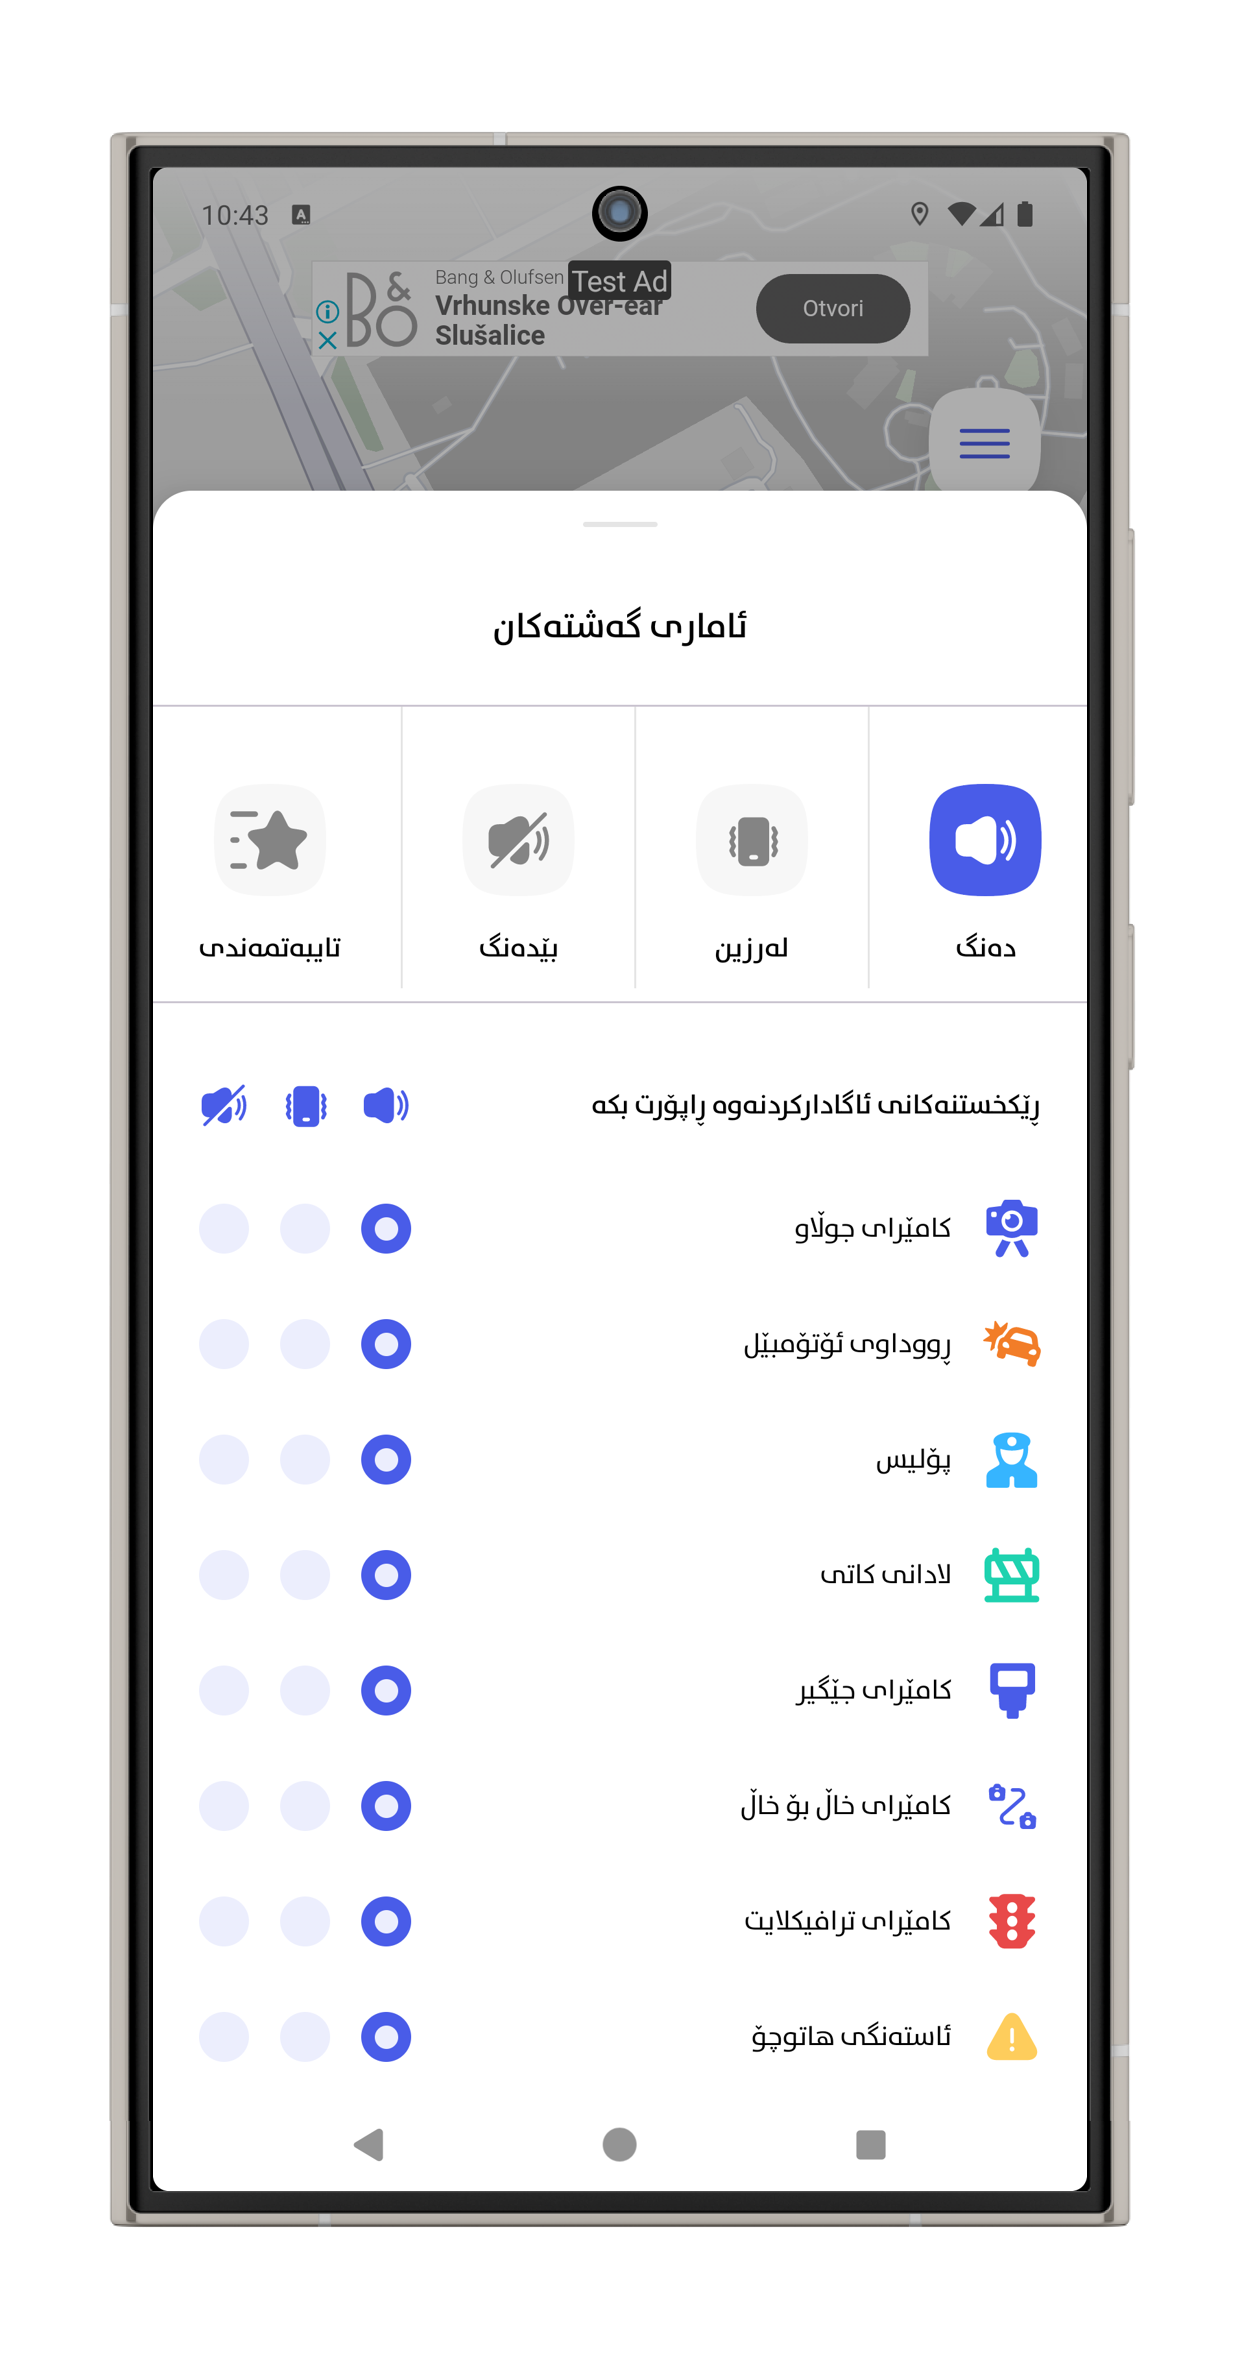 10:43
Bang & Olufsen
Test Ad
Vrhunske Over-ear
Slušalice
Otvori
ئاماری گەشتەکان
دەنگ
لەرزین
بێدەنگ
تایبەتمەندی
ڕێکخستنەکانی ئاگادارکردنەوە ڕاپۆرت بکە
کامێرای جوڵاو
ڕووداوی ئۆتۆمبێل
پۆلیس
لادانی کاتی
کامێرای جێگیر
کامێرای خاڵ بۆ خاڵ
کامێرای ترافیکلایت
ئاستەنگی هاتوچۆ